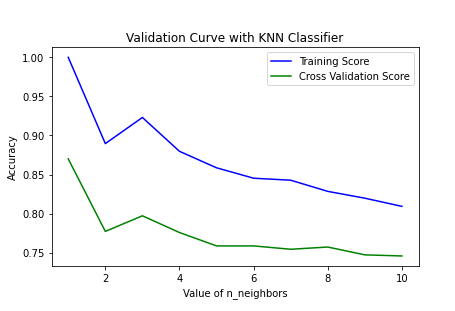 Validation Curve with KNN Classifier
Training Score
Cross Validation Score
1.00
0.95
0.90
0.85
0.80
0.75
Accuracy
2
4
6
8
10
Value of n_neighbors